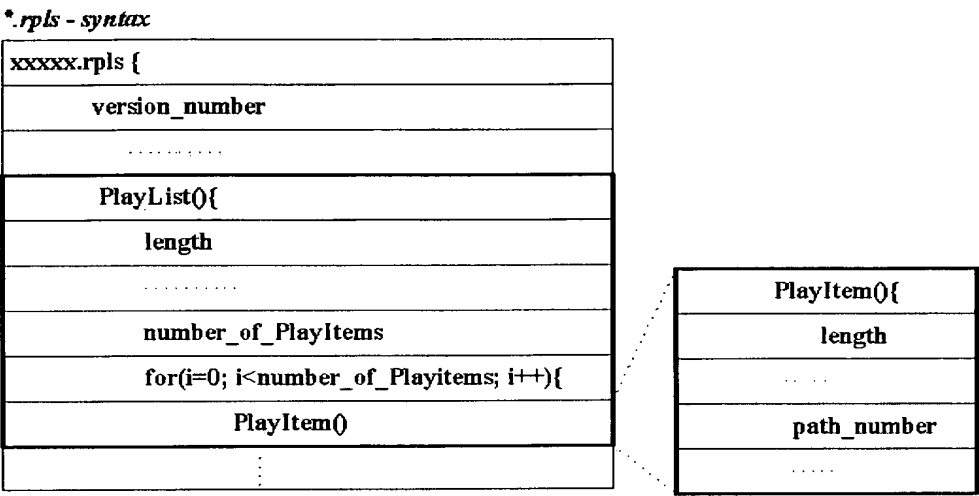 *.rpls - syntax
xxxxx.rpls {
version_number
..........
PlayList(){
length
..........
number_of_PlayItems
for(i=0; i<number_of_Playitems; i++){
PlayItem()
PlayItem(){
length
.....
path_number
.....